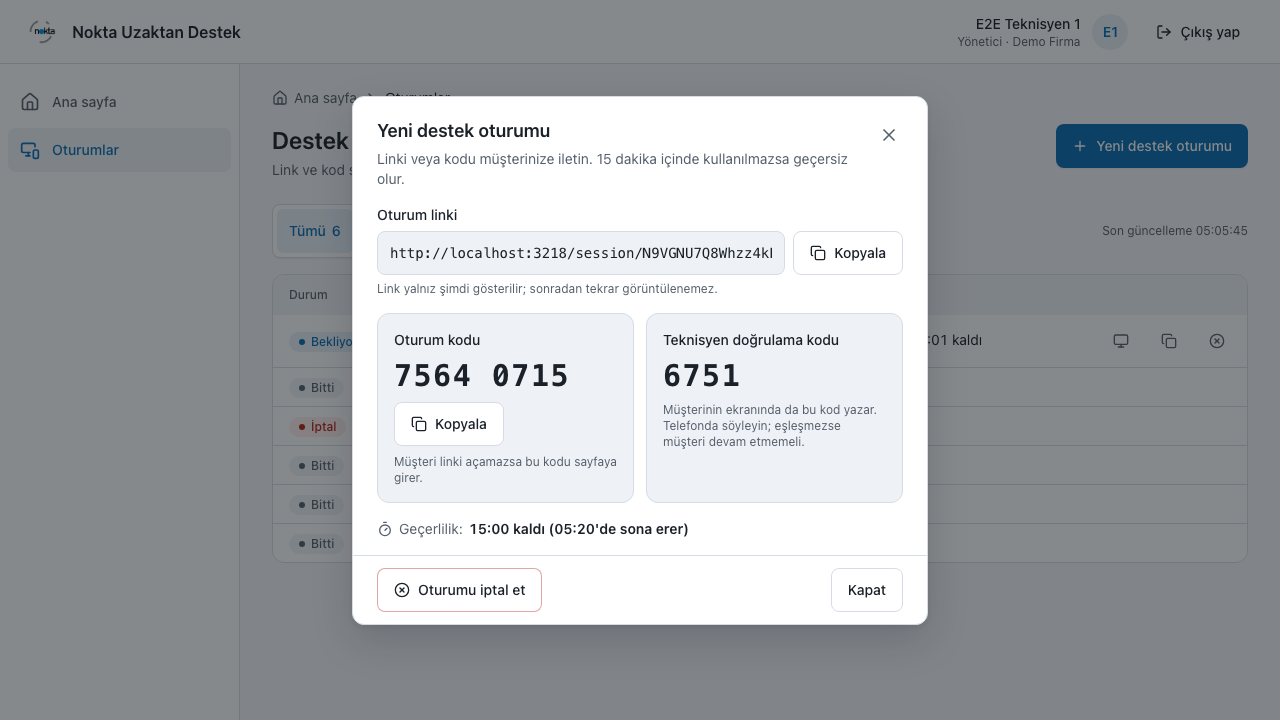 nokta
Nokta Uzaktan Destek
E2E Teknisyen 1
Yönetici · Demo Firma
E1
Çıkış yap
Ana sayfa
Oturumlar
Ana sayfa
Oturumlar
Destek
Link ve kod
Yeni destek oturumu
Tümü 6
Son güncelleme 05:05:45
Durum
:01 kaldı
Bitti
İptal
Bitti
Bitti
Bitti
Yeni destek oturumu
Linki veya kodu müşterinize iletin. 15 dakika içinde kullanılmazsa geçersiz
olur.
Oturum linki
http://localhost:3218/session/N9VGNU7Q8Whzz4k
Kopyala
Link yalnız şimdi gösterilir; sonradan tekrar görüntülenemez.
Oturum kodu
7564 0715
Kopyala
Müşteri linki açamazsa bu kodu sayfaya
girer.
Teknisyen doğrulama kodu
6751
Müşterinin ekranında da bu kod yazar.
Telefonda söyleyin; eşleşmezse
müşteri devam etmemeli.
Geçerlilik: 15:00 kaldı (05:20'de sona erer)
Oturumu iptal et
Kapat